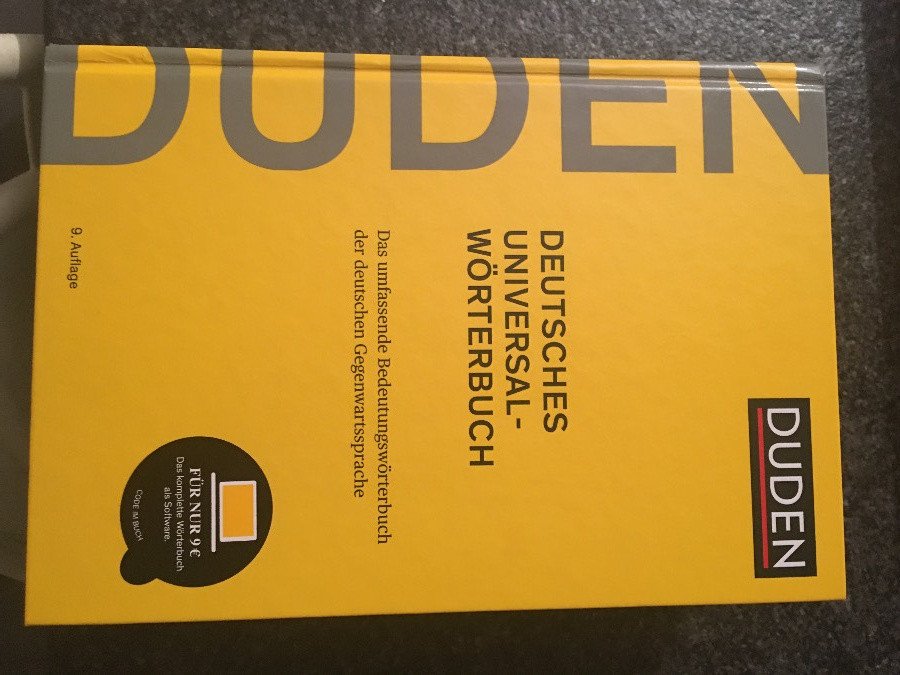 DUDEN
DUDEN
DEUTSCHES
UNIVERSAL-
WÖRTERBUCH
Das umfassende Bedeutungswörterbuch
der deutschen Gegenwartssprache
FÜR NUR 9 €
Das komplette Wörterbuch
als Software.
CODE IM BUCH
9. Auflage